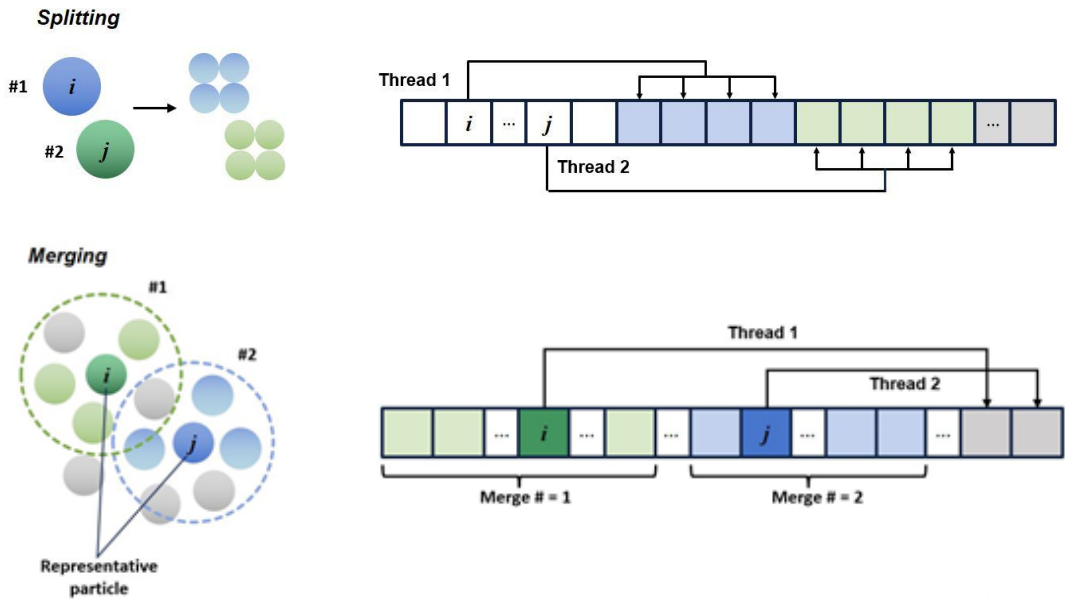 Splitting
#1
i
#2
j
Thread 1
i
...
j
...
Thread 2
Merging
#1
#2
i
j
Representative
particle
Thread 1
Thread 2
...
i
...
...
j
...
...
Merge # = 1
Merge # = 2